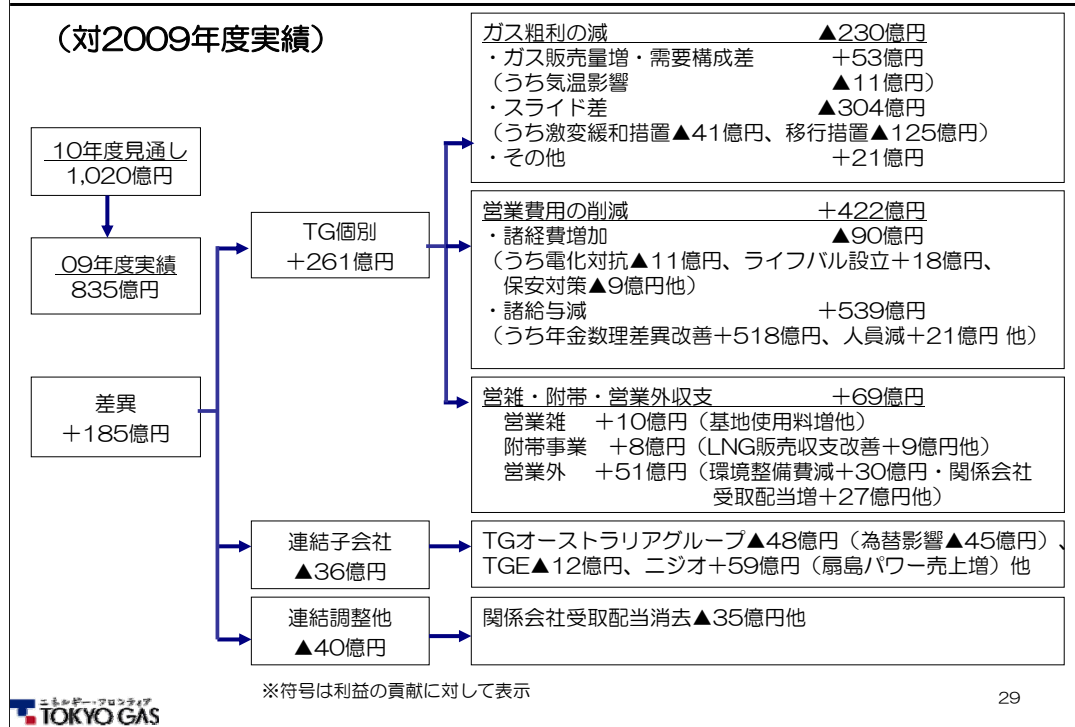 (対2009年度実績)
10年度見通し
1,020億円
09年度実績
835億円
差異
+185億円
TG個別
+261億円
連結子会社
▲36億円
連結調整他
▲40億円
ガス粗利の減 ▲230億円
・ガス販売量増・需要構成差 +53億円
(うち気温影響 ▲11億円)
・スライド差 ▲304億円
(うち激変緩和措置▲41億円、移行措置▲125億円)
・その他 +21億円
営業費用の削減 +422億円
・諸経費増加 ▲90億円
(うち電化対抗▲11億円、ライフバル設立+18億円、
保安対策▲9億円他)
・諸給与減 +539億円
(うち年金数理差異改善+518億円、人員減+21億円 他)
営雑・附帯・営業外収支 +69億円
営業雑 +10億円(基地使用料増他)
附帯事業 +8億円(LNG販売収支改善+9億円他)
営業外 +51億円(環境整備費減+30億円・関係会社
受取配当増+27億円他)
TGオーストラリアグループ▲48億円(為替影響▲45億円)、
TGE▲12億円、ニジオ+59億円(扇島パワー売上増)他
関係会社受取配当消去▲35億円他
※符号は利益の貢献に対して表示
29
エネルギー・フロンティア
TOKYO GAS